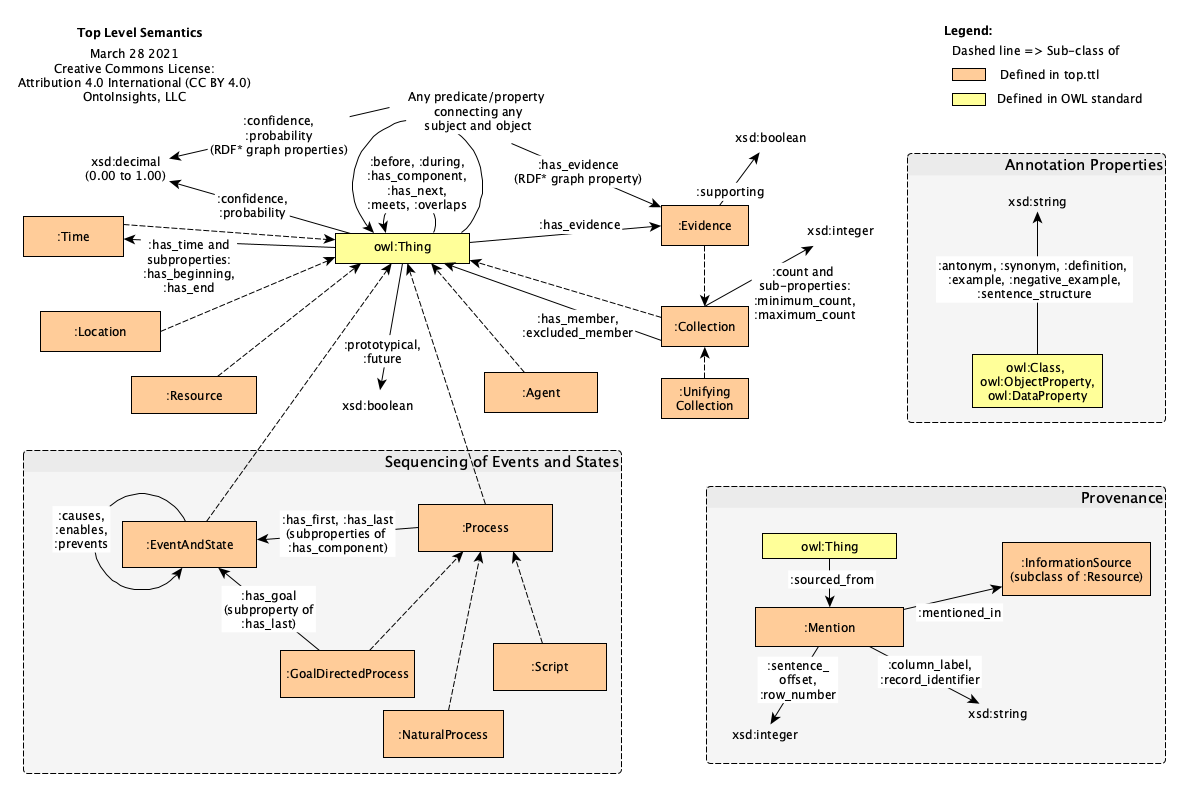 Top Level Semantics
March 28 2021
Creative Commons License:
Attribution 4.0 International (CC BY 4.0)
OntoInsights, LLC
Legend:
Dashed line => Sub-class of
Defined in top.ttl
Defined in OWL standard
Any predicate/property
connecting any
subject and object
:confidence,
:probability
(RDF* graph properties)
xsd:decimal
(0.00 to 1.00)
:before, :during,
:has_component,
:has_next,
:meets, :overlaps
:has_evidence
(RDF* graph property)
xsd:boolean
:supporting
:confidence,
:probability
:Time
:has_time and
subproperties:
:has_beginning,
:has_end
owl:Thing
:has_evidence
:Evidence
xsd:integer
:count and
sub-properties:
:minimum_count,
:maximum_count
:Location
:has_member,
:excluded_member
:Collection
:prototypical,
:future
:Resource
xsd:boolean
:Agent
:Unifying
Collection
Annotation Properties
xsd:string
:antonym, :synonym, :definition,
:example, :negative_example,
:sentence_structure
owl:Class,
owl:ObjectProperty,
owl:DataProperty
Sequencing of Events and States
:causes,
:enables,
:prevents
:EventAndState
:has_first, :has_last
(subproperties of
:has_component)
:Process
:has_goal
(subproperty of
:has_last)
:GoalDirectedProcess
:Script
:NaturalProcess
Provenance
owl:Thing
:sourced_from
:InformationSource
(subclass of :Resource)
:mentioned_in
:Mention
:sentence_
offset,
:row_number
:column_label,
:record_identifier
xsd:string
xsd:integer